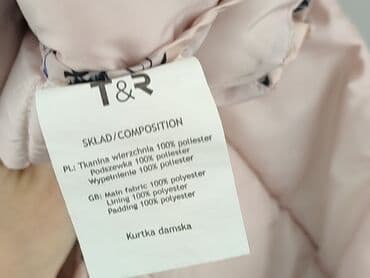 T&R
SKŁAD/COMPOSITION
PL: Tkanina wierzchnia 100% poliester
Podszewka 100% poliester
Wypełnienie 100% poliester
GB: Main fabric 100% polyester
Lining 100% polyester
Padding 100% polyester
Kurtka damska